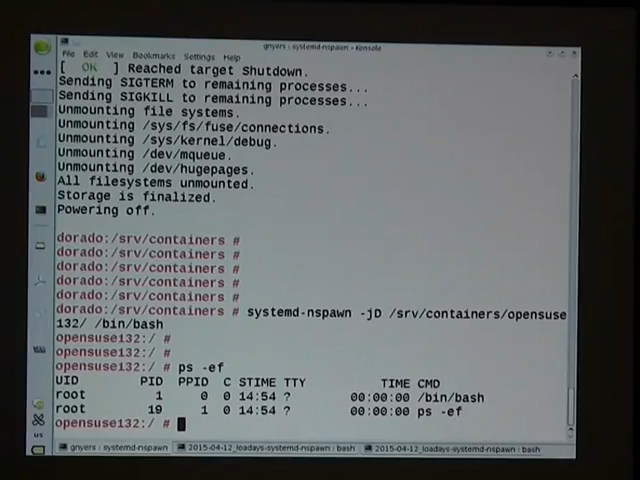 gnyers : systemd-nspawn - Konsole
File Edit View Bookmarks Settings Help
[ OK ] Reached target Shutdown.
Sending SIGTERM to remaining processes...
Sending SIGKILL to remaining processes...
Unmounting file systems.
Unmounting /sys/fs/fuse/connections.
Unmounting /sys/kernel/debug.
Unmounting /dev/mqueue.
Unmounting /dev/hugepages.
All filesystems unmounted.
Storage is finalized.
Powering off.
dorado:/srv/containers #
dorado:/srv/containers #
dorado:/srv/containers #
dorado:/srv/containers #
dorado:/srv/containers #
dorado:/srv/containers # systemd-nspawn -jD /srv/containers/opensuse
132/ /bin/bash
opensuse132:/ #
opensuse132:/ #
opensuse132:/ # ps -ef
UID PID PPID C STIME TTY TIME CMD
root 1 0 0 14:54 ? 00:00:00 /bin/bash
root 19 1 0 14:54 ? 00:00:00 ps -ef
opensuse132:/ #
us
gnyers : systemd-nspawn 2015-04-12_loadays-systemd-nspawn : bash 2015-04-12_loadays-systemd-nspawn : bash